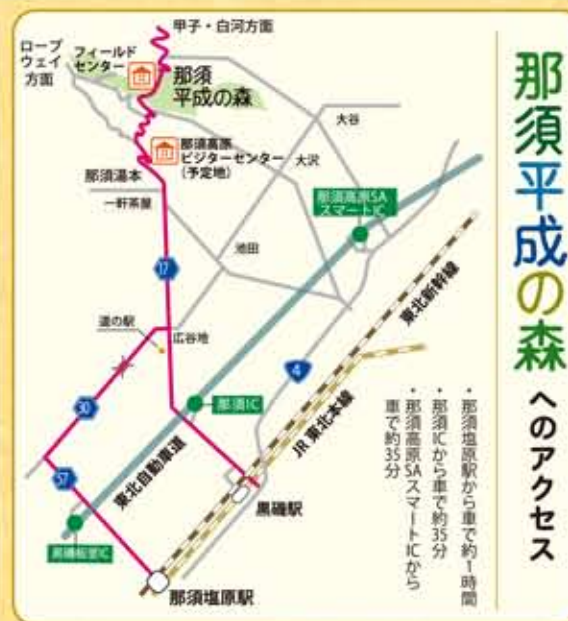 那須平成の森へのアクセス
・那須塩原駅から車で約1時間
・那須ICから車で約35分
・那須高原SAスマートICから
車で約35分
甲子・白河方面
ロープ
ウェイ
方面
フィールド
センター
那須
平成の森
大谷
那須高原
ビジターセンター
(予定地)
大沢
那須湯本
一軒茶屋
那須高原SA
スマートIC
池田
17
道の駅
広谷地
東北新幹線
4
30
那須IC
JR 東北本線
57
東北自動車道
黒磯駅
黒磯板室IC
那須塩原駅